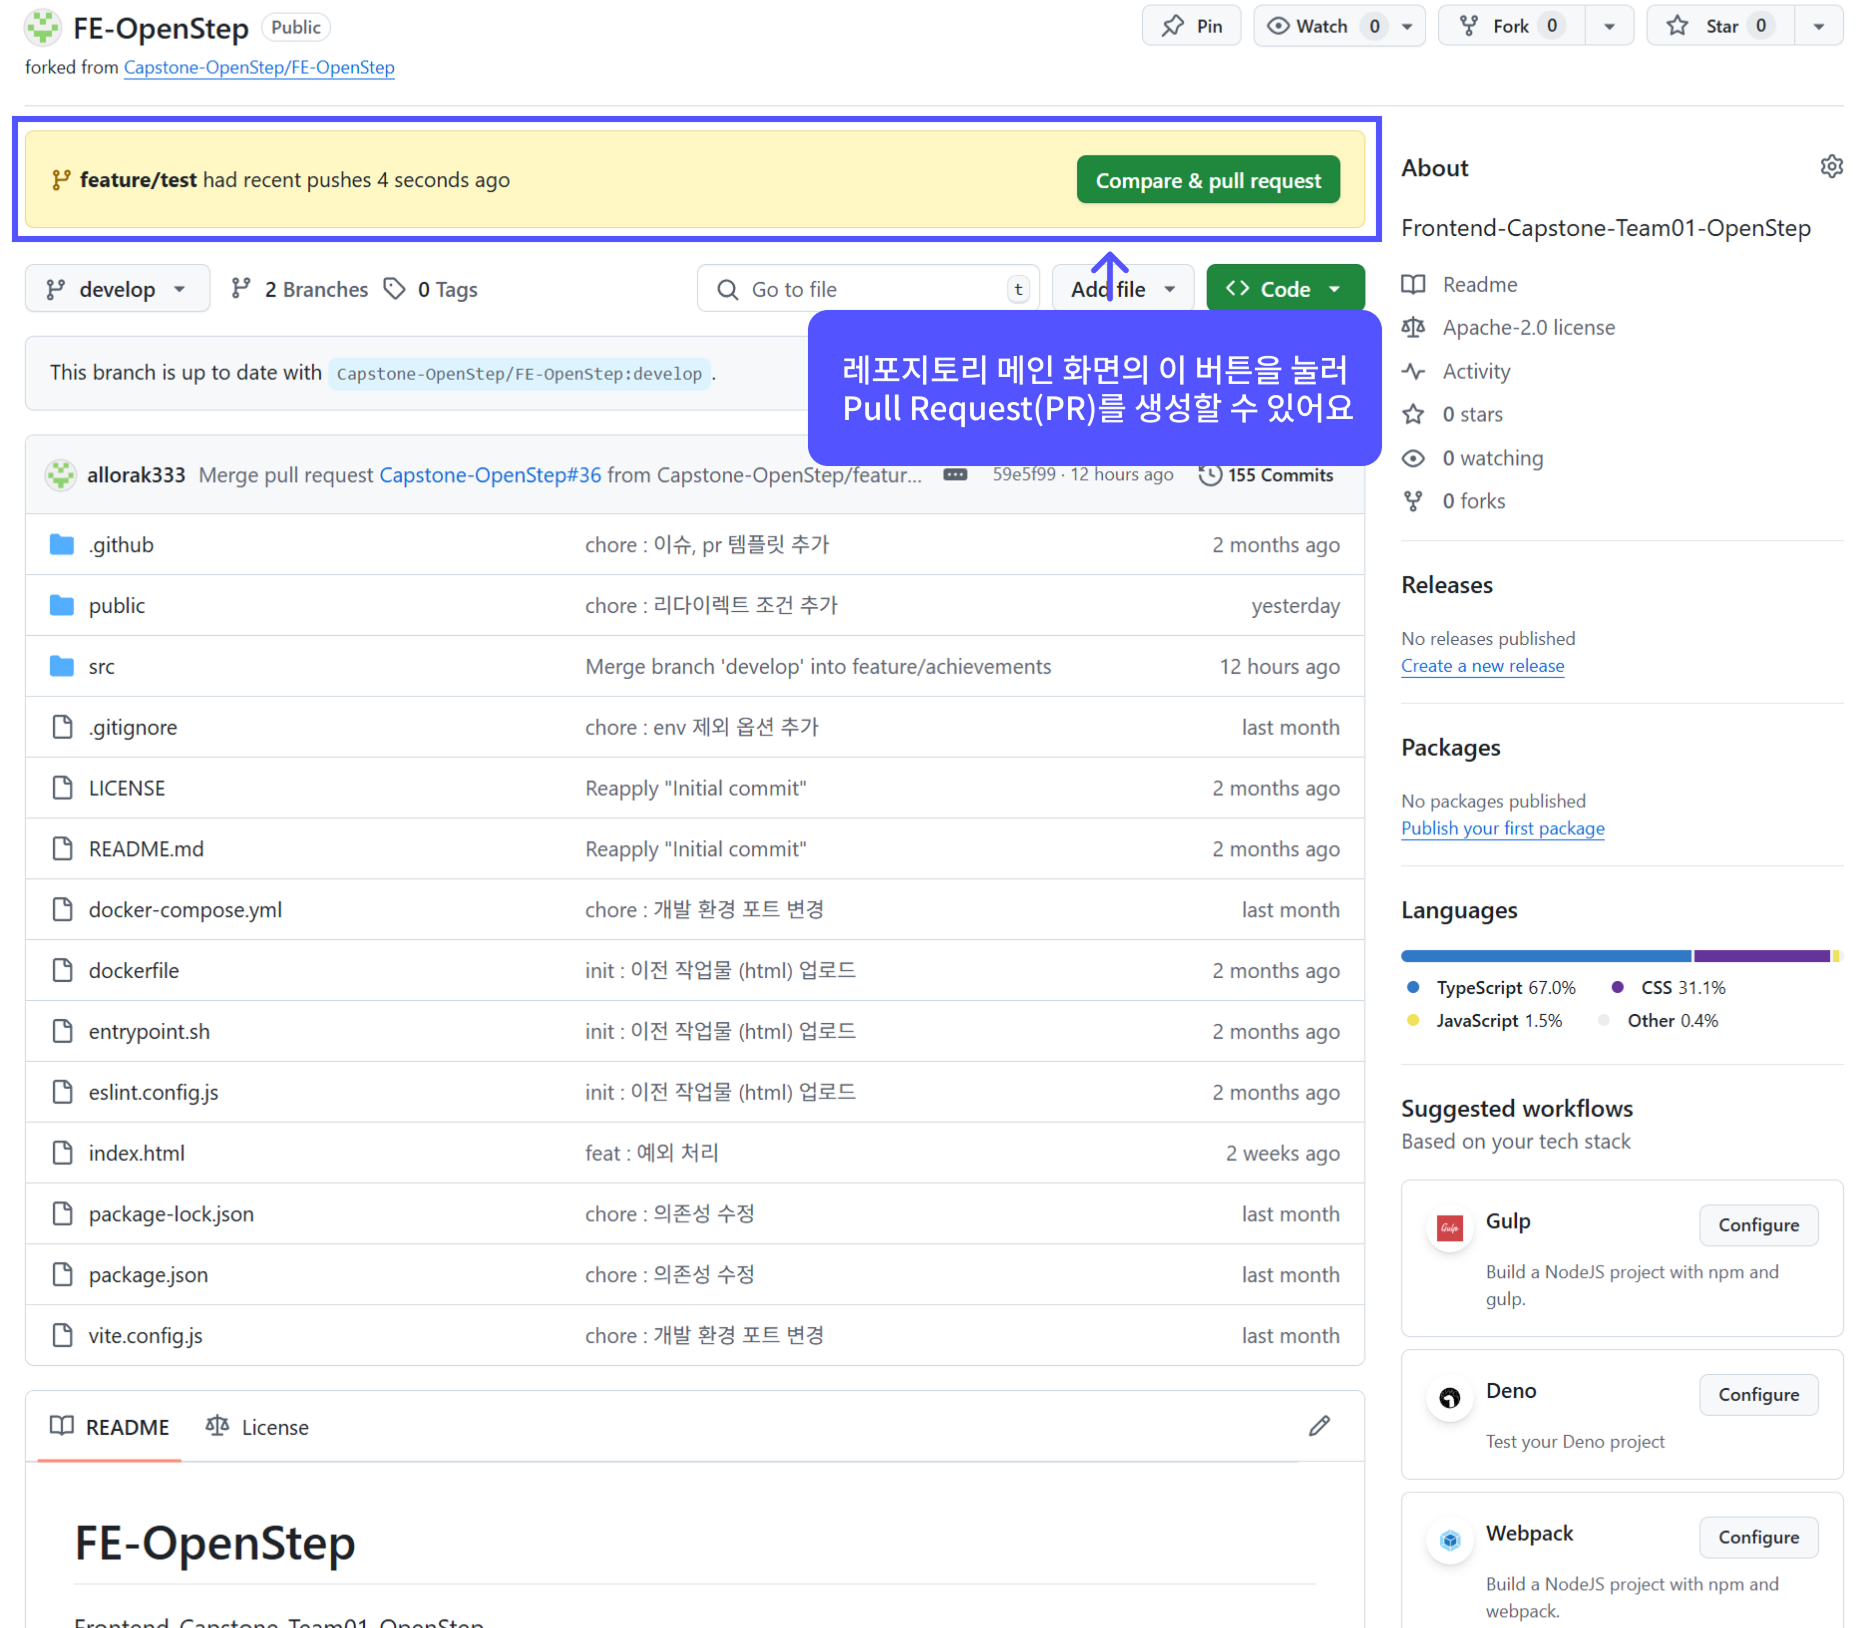 FE-OpenStep Public
Pin
Watch 0
Fork 0
Star 0
forked from Capstone-OpenStep/FE-OpenStep
feature/test had recent pushes 4 seconds ago
Compare & pull request
develop
2 Branches
0 Tags
Go to file
t
Add file
Code
This branch is up to date with Capstone-OpenStep/FE-OpenStep:develop .
레포지토리 메인 화면의 이 버튼을 눌러
Pull Request(PR)를 생성할 수 있어요
allorak333 Merge pull request Capstone-OpenStep#36 from Capstone-OpenStep/featur... 59e5f99 · 12 hours ago 155 Commits
.github chore : 이슈, pr 템플릿 추가 2 months ago
public chore : 리다이렉트 조건 추가 yesterday
src Merge branch 'develop' into feature/achievements 12 hours ago
.gitignore chore : env 제외 옵션 추가 last month
LICENSE Reapply "Initial commit" 2 months ago
README.md Reapply "Initial commit" 2 months ago
docker-compose.yml chore : 개발 환경 포트 변경 last month
dockerfile init : 이전 작업물 (html) 업로드 2 months ago
entrypoint.sh init : 이전 작업물 (html) 업로드 2 months ago
eslint.config.js init : 이전 작업물 (html) 업로드 2 months ago
index.html feat : 예외 처리 2 weeks ago
package-lock.json chore : 의존성 수정 last month
package.json chore : 의존성 수정 last month
vite.config.js chore : 개발 환경 포트 변경 last month
README
License
FE-OpenStep
Frontend-Capstone-Team01-OpenStep
About
Frontend-Capstone-Team01-OpenStep
Readme
Apache-2.0 license
Activity
0 stars
0 watching
0 forks
Releases
No releases published
Create a new release
Packages
No packages published
Publish your first package
Languages
TypeScript 67.0% CSS 31.1%
JavaScript 1.5% Other 0.4%
Suggested workflows
Based on your tech stack
Gulp
Gulp
Configure
Build a NodeJS project with npm and
gulp.
Deno
Configure
Test your Deno project
Webpack
Configure
Build a NodeJS project with npm and
webpack.